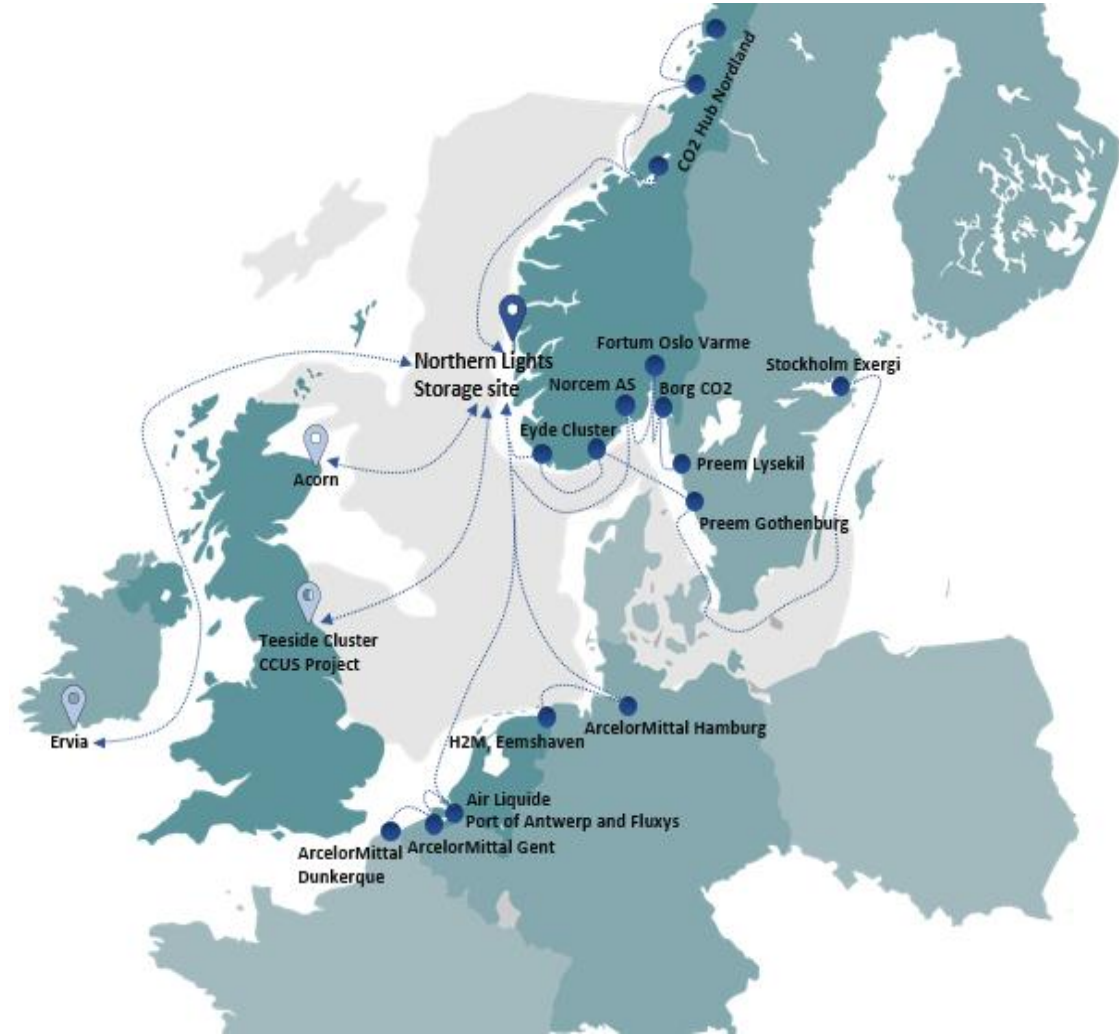 CO2 Hub Nordland
Northern Lights
Storage site
Fortum Oslo Varme
Stockholm Exergi
Norcem AS
Borg CO2
Eyde Cluster
Preem Lysekil
Acorn
Preem Gothenburg
Teeside Cluster
CCUS Project
Ervia
ArcelorMittal Hamburg
H2M, Eemshaven
Air Liquide
Port of Antwerp and Fluxys
ArcelorMittal Gent
ArcelorMittal
Dunkerque